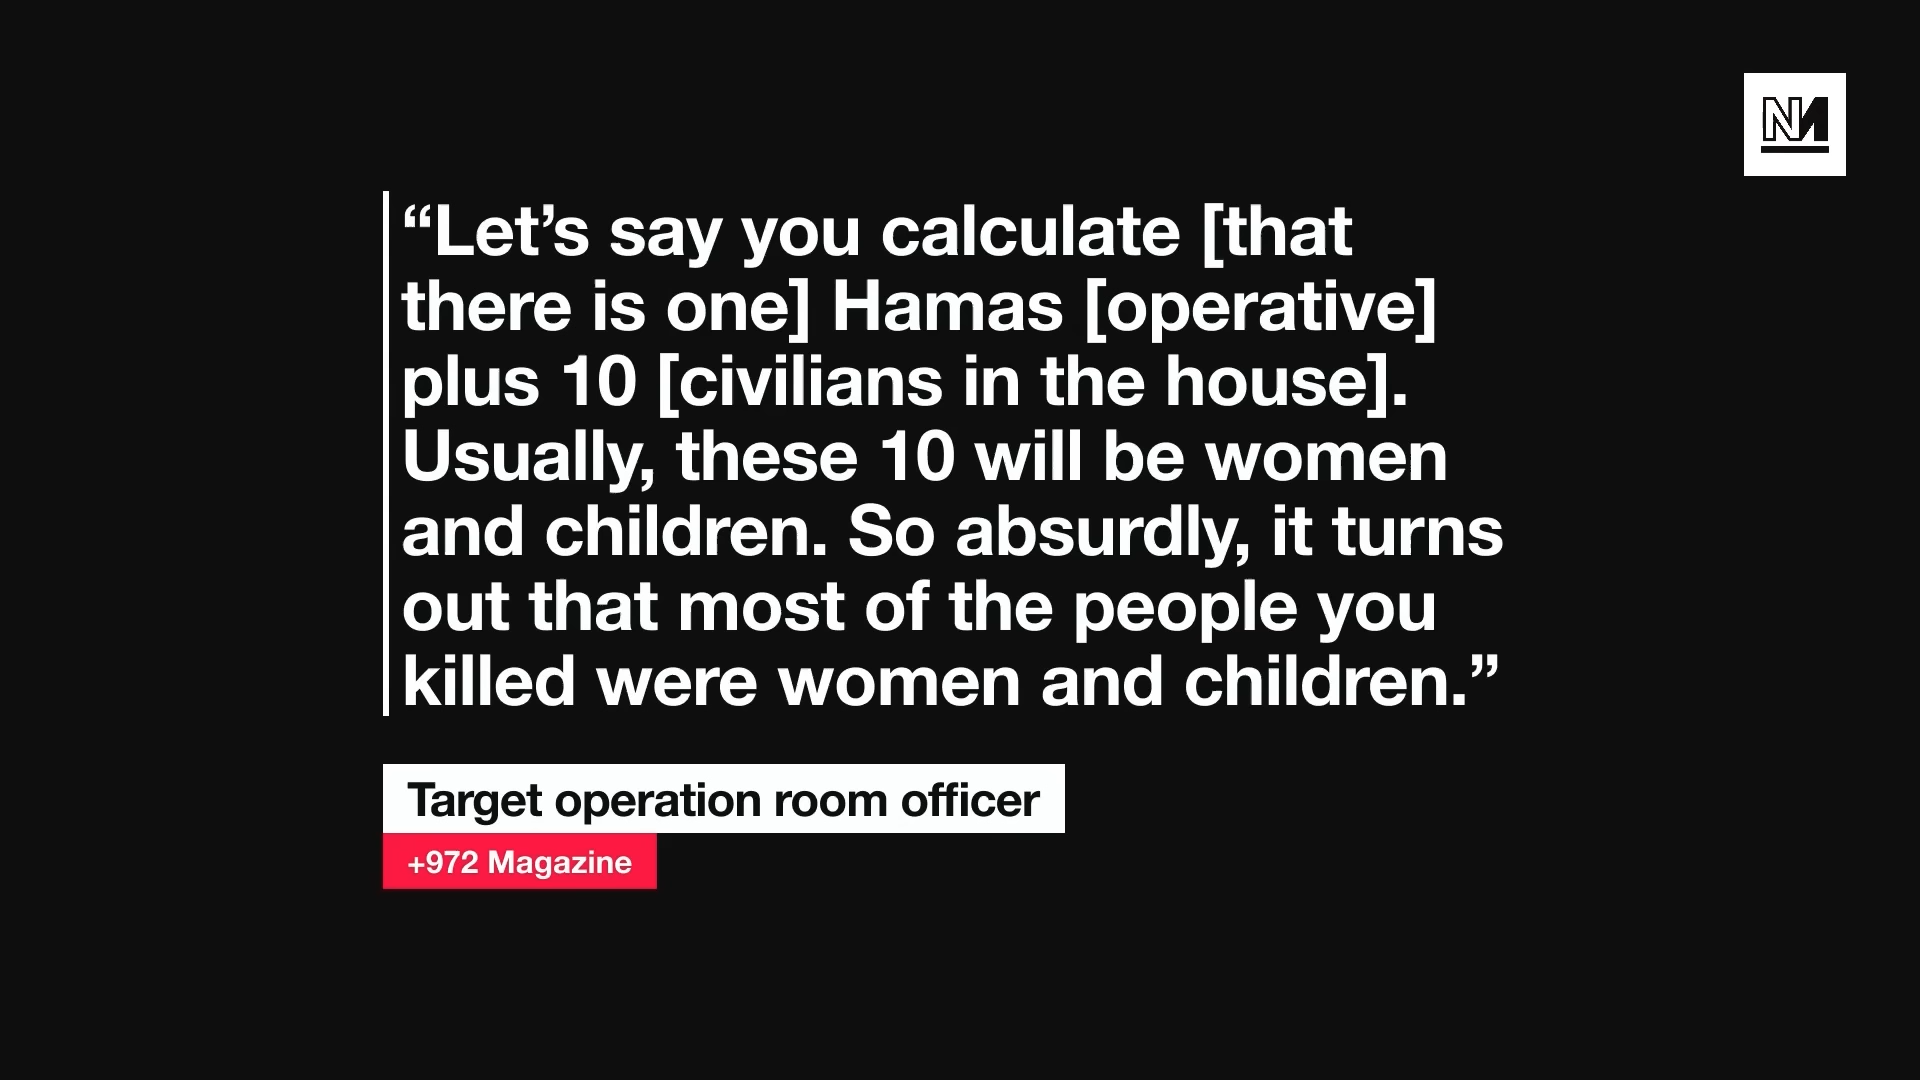 NM
“Let’s say you calculate [that
there is one] Hamas [operative]
plus 10 [civilians in the house].
Usually, these 10 will be women
and children. So absurdly, it turns
out that most of the people you
killed were women and children.”
Target operation room officer
+972 Magazine